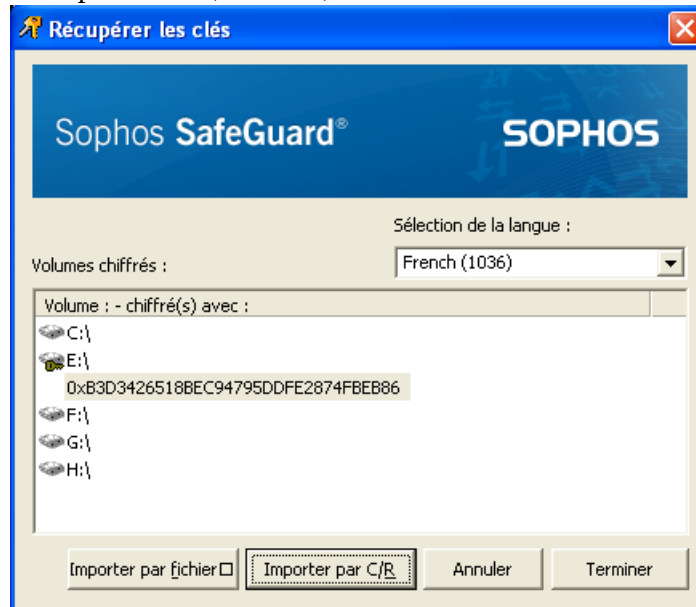 Récupérer les clés
Sophos SafeGuard®
SOPHOS
Sélection de la langue :
Volumes chiffrés :
French (1036)
Volume : - chiffré(s) avec :
C:\
E:\
0xB3D3426518BEC94795DDFE2874FBEB86
F:\
G:\
H:\
Importer par fichier
Importer par C/R
Annuler
Terminer